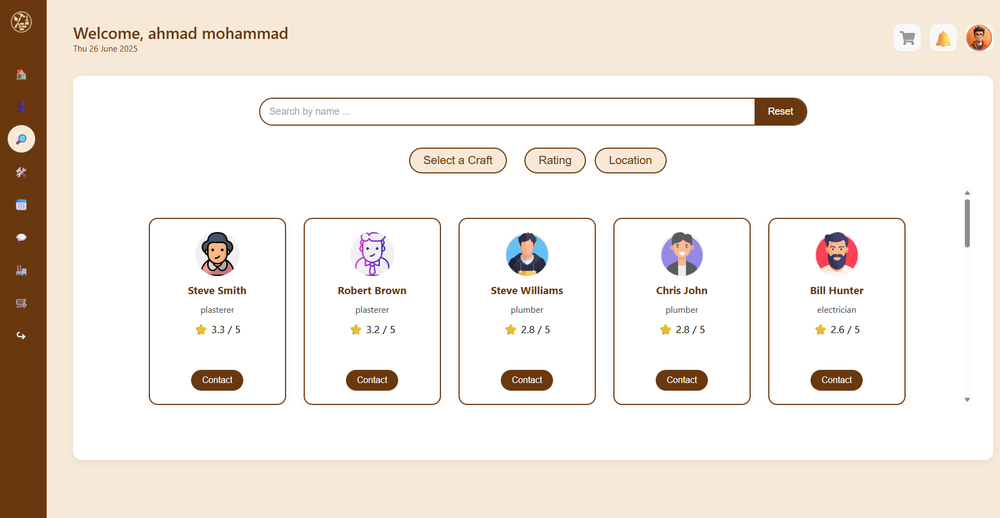 Welcome, ahmad mohammad
Thu 26 June 2025
Search by name ...
Reset
Select a Craft
Rating
Location
Steve Smith
plasterer
3.3 / 5
Contact
Robert Brown
plasterer
3.2 / 5
Contact
Steve Williams
plumber
2.8 / 5
Contact
Chris John
plumber
2.8 / 5
Contact
Bill Hunter
electrician
2.6 / 5
Contact